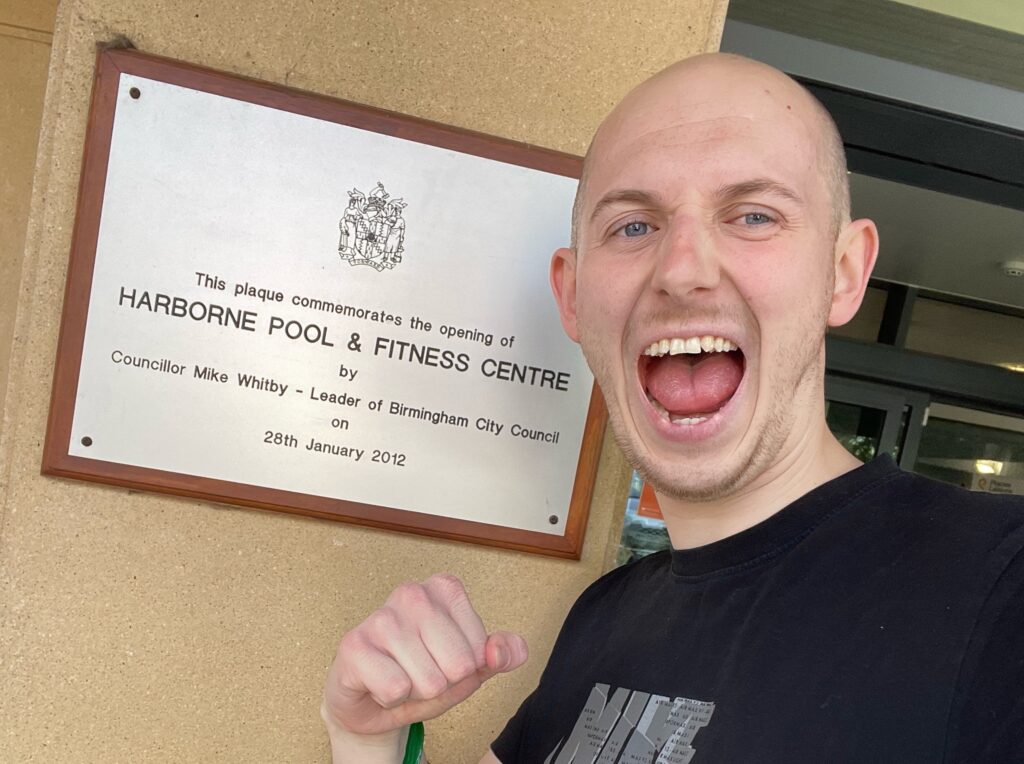 This plaque commemorates the opening of
HARBORNE POOL & FITNESS CENTRE
by
Councillor Mike Whitby - Leader of Birmingham City Council
on
28th January 2012